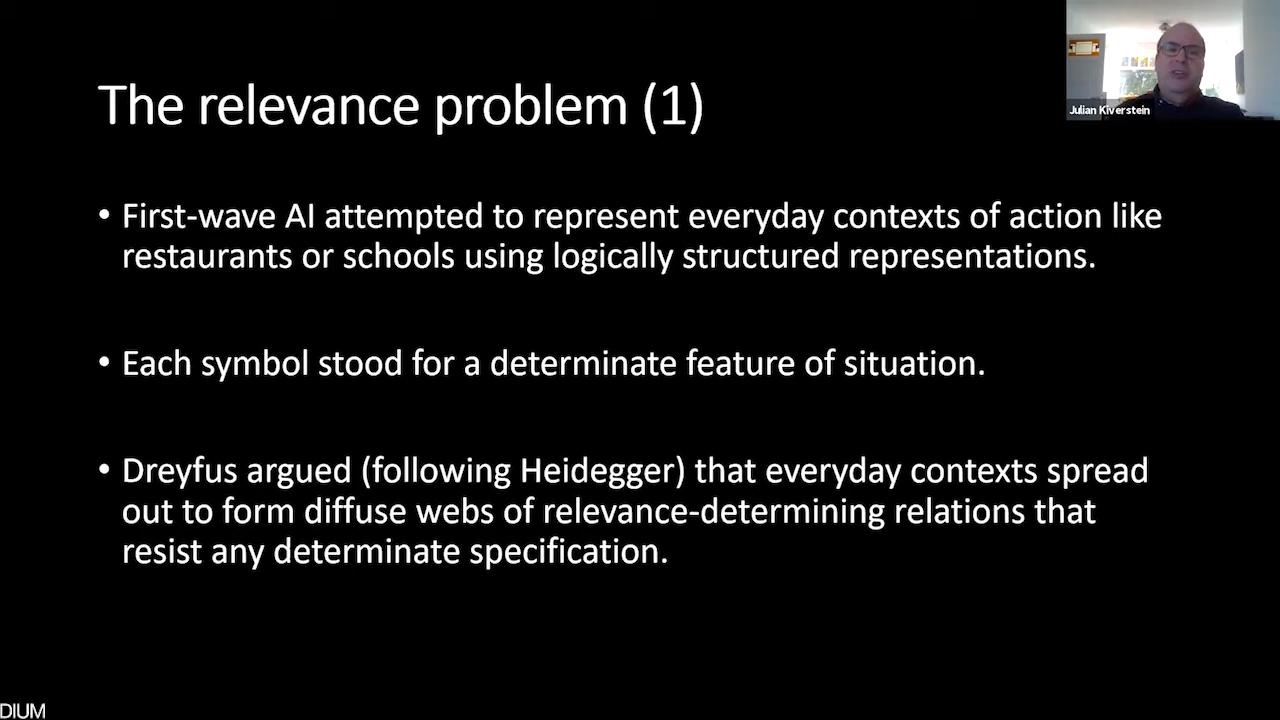 The relevance problem (1)
Julian Kiverstein
• First-wave AI attempted to represent everyday contexts of action like
restaurants or schools using logically structured representations.
• Each symbol stood for a determinate feature of situation.
• Dreyfus argued (following Heidegger) that everyday contexts spread
out to form diffuse webs of relevance-determining relations that
resist any determinate specification.
DIUM